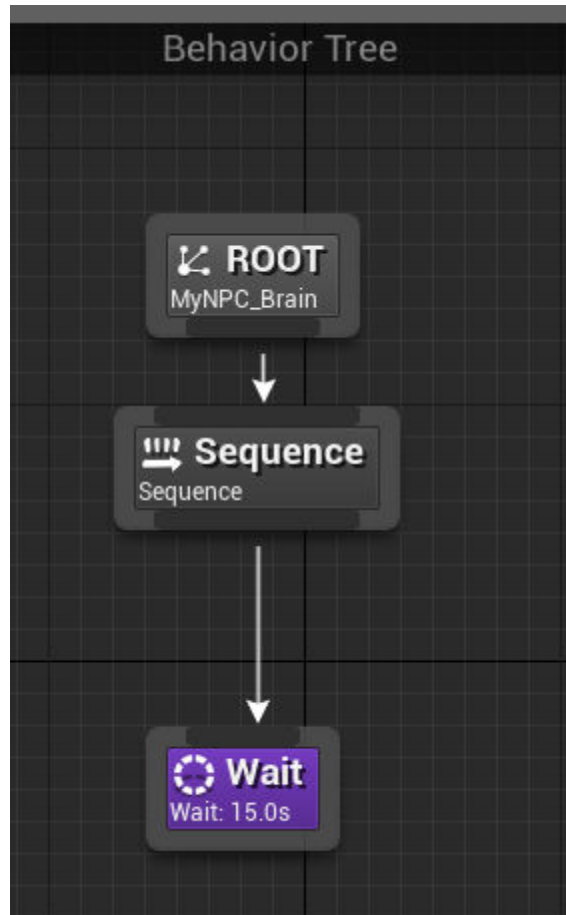 Behavior Tree
ROOT
MyNPC_Brain
Sequence
Sequence
Wait
Wait: 15.0s